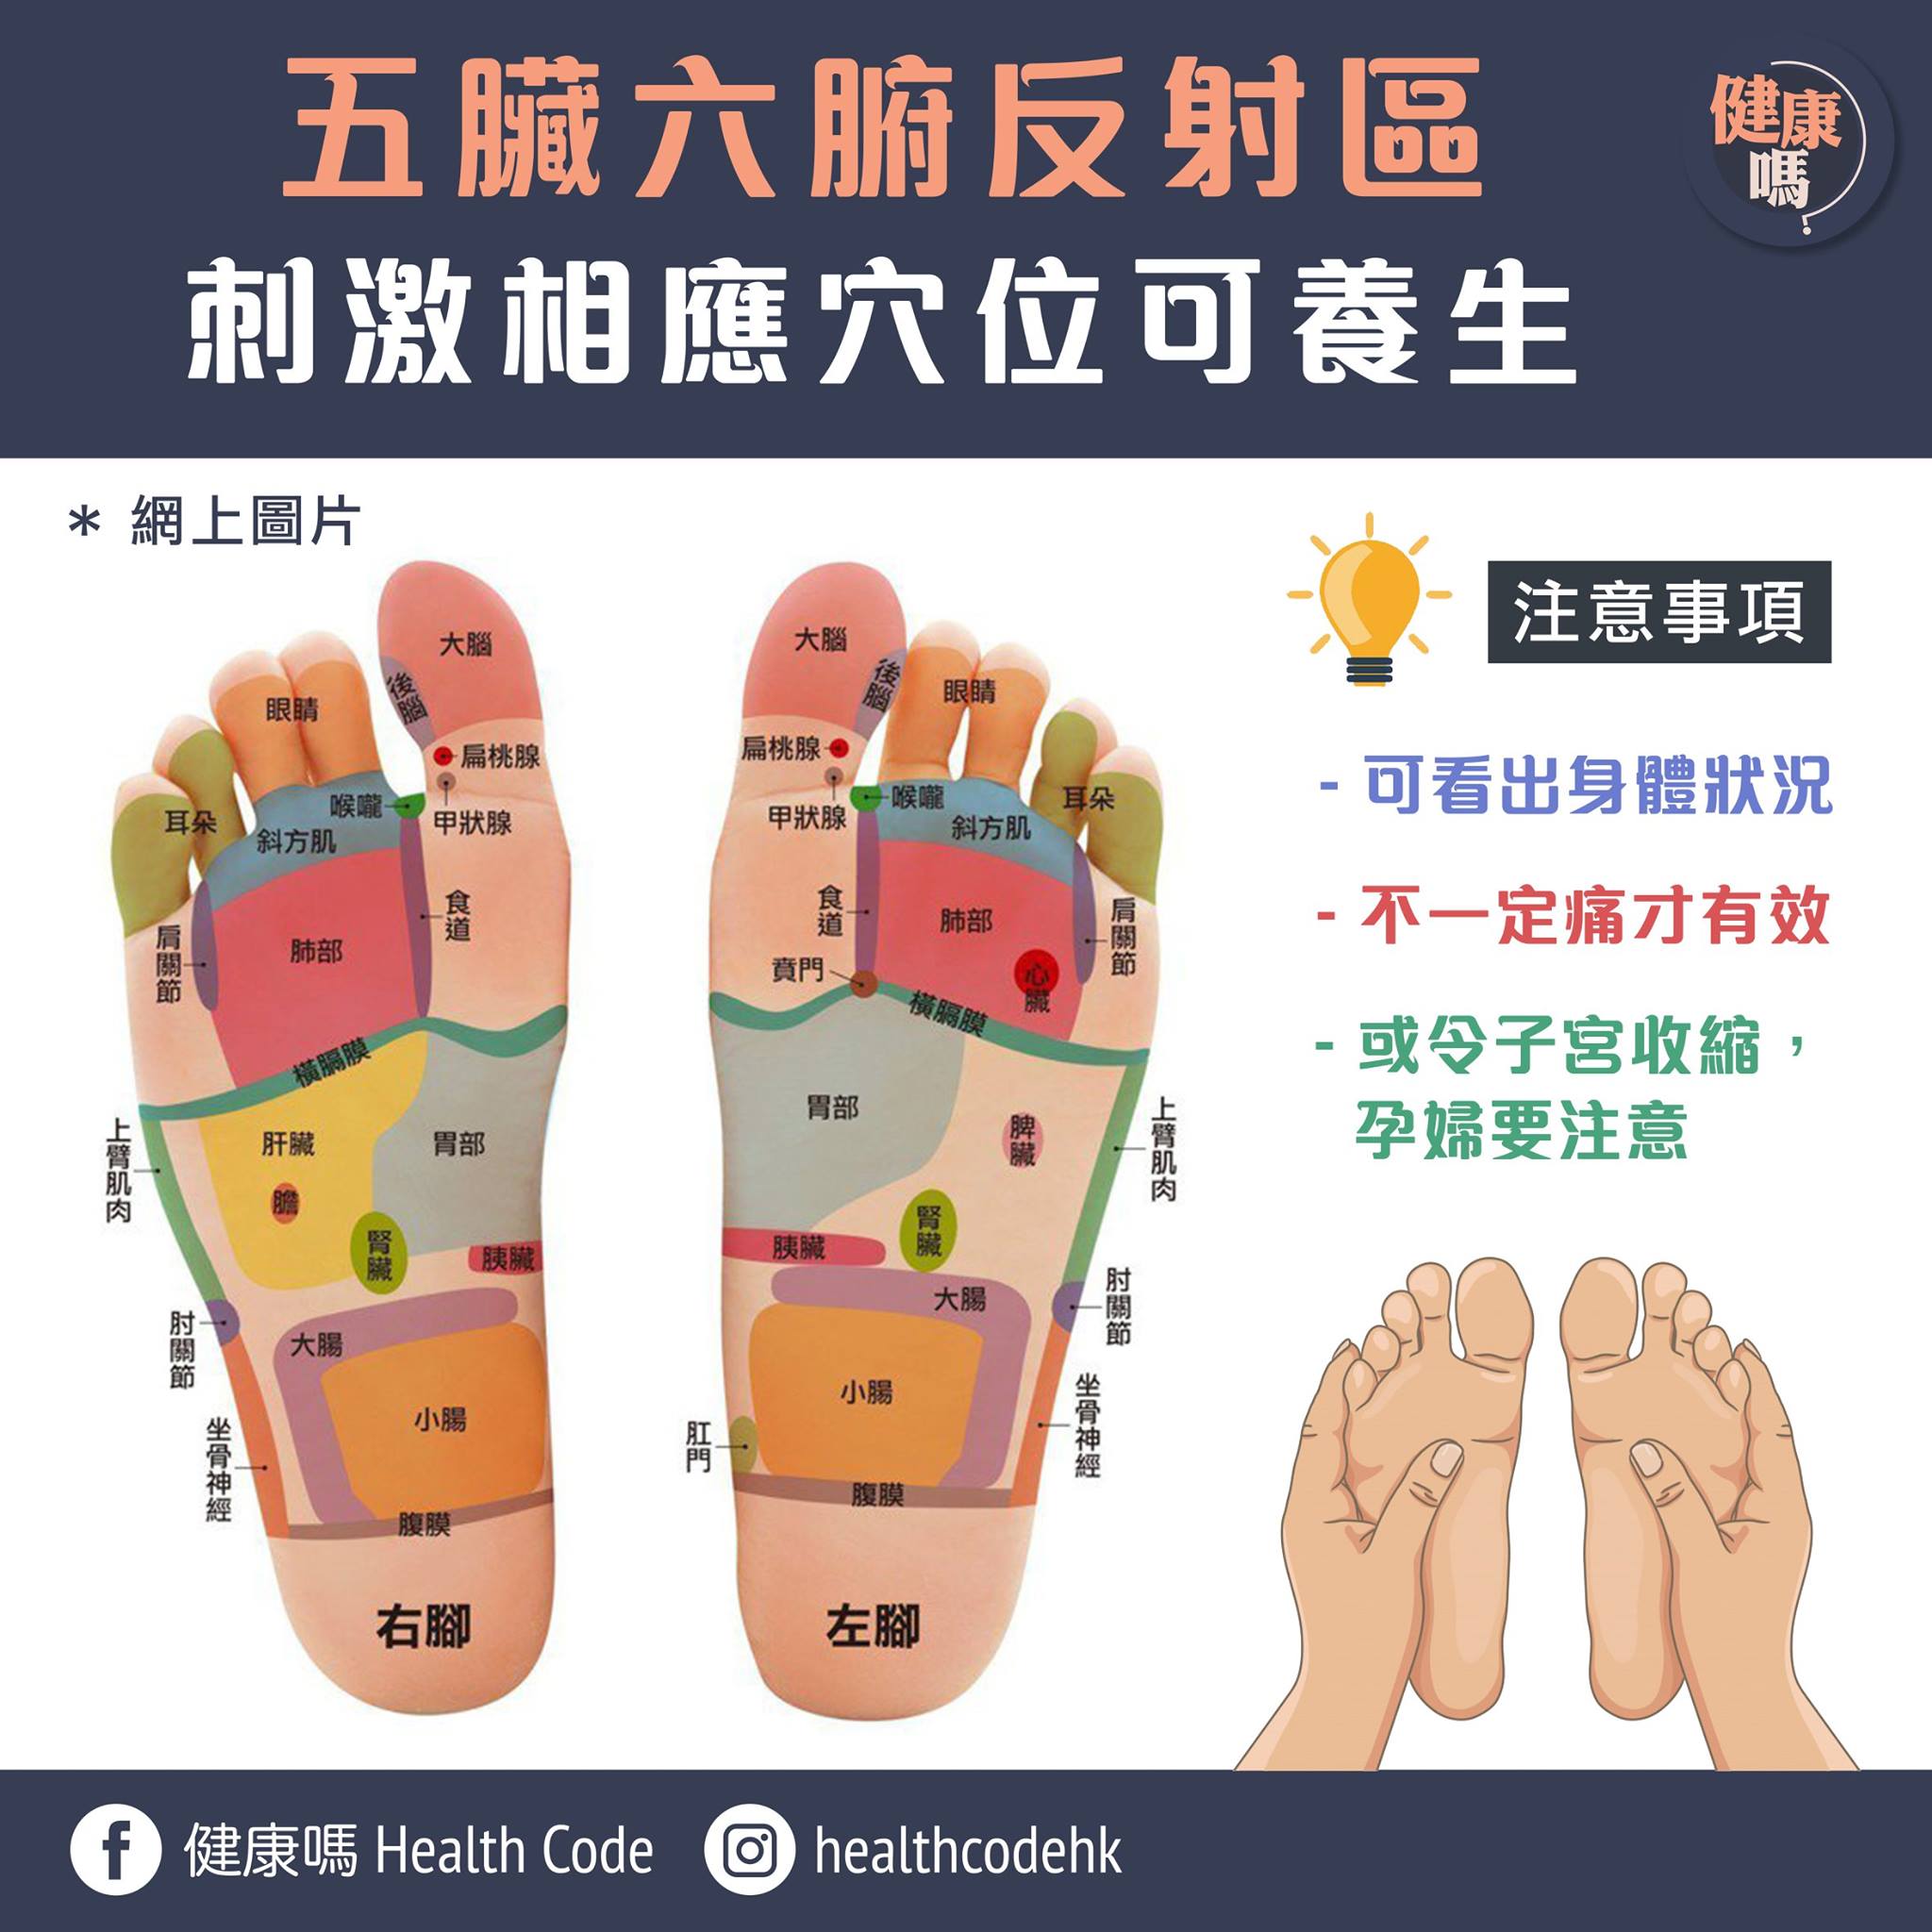 五臟六腑反射區
刺激相應穴位可養生
健康
嗎?
* 網上圖片
大腦
後腦
眼睛
扁桃腺
喉嚨
甲狀腺
耳朵
斜方肌
食道
肩關節
肺部
橫膈膜
上臂肌肉
肝臟
胃部
膽
腎臟
胰臟
肘關節
大腸
小腸
坐骨神經
腹膜
右腳
大腦
後腦
眼睛
扁桃腺
喉嚨
甲狀腺
耳朵
斜方肌
食道
肺部
肩關節
賁門
心臟
橫膈膜
胃部
脾臟
上臂肌肉
腎臟
胰臟
大腸
肘關節
小腸
坐骨神經
肛門
腹膜
左腳
注意事項
- 可看出身體狀況
- 不一定痛才有效
- 或令子宮收縮,
孕婦要注意
健康嗎 Health Code
healthcodehk